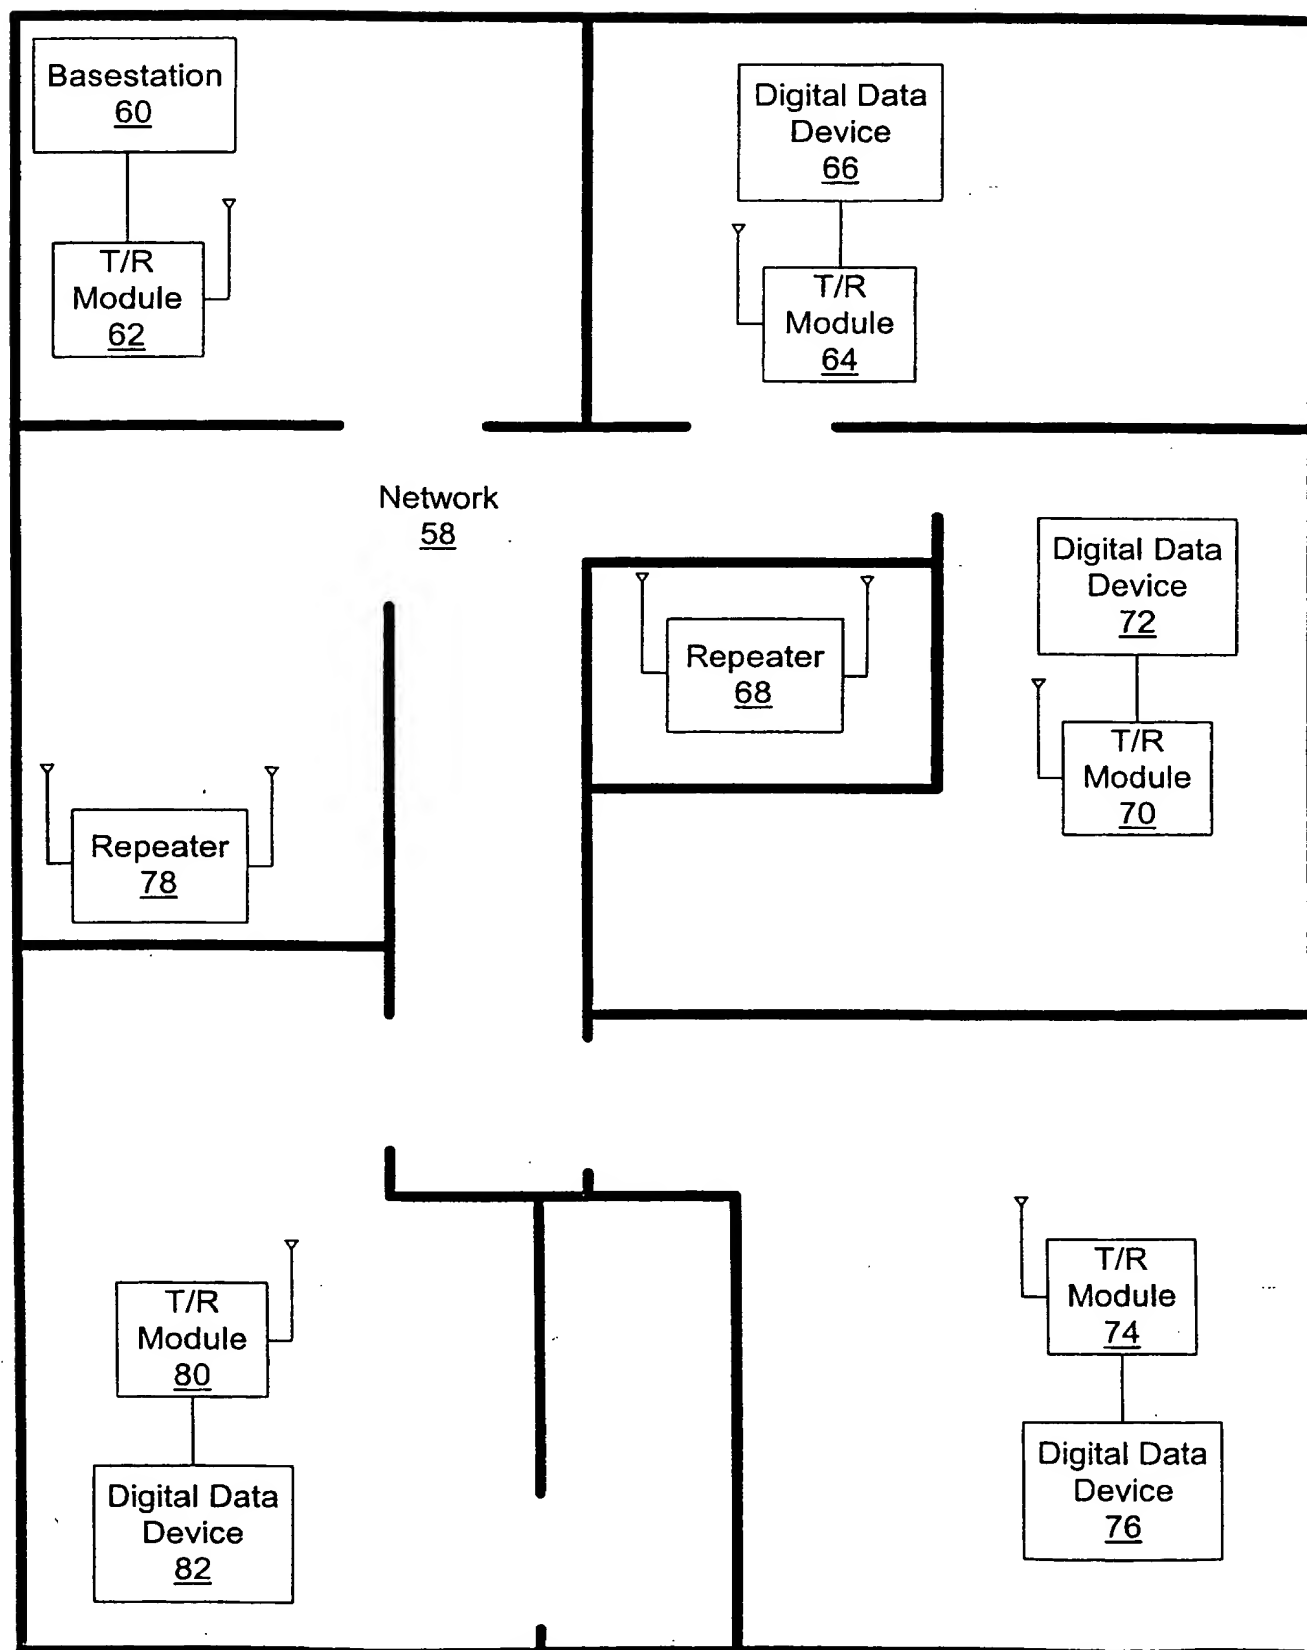 Basestation
60
T/R
Module
62
Digital Data
Device
66
T/R
Module
64
Network
58
Digital Data
Device
72
T/R
Module
70
Repeater
68
Repeater
78
T/R
Module
80
Digital Data
Device
82
T/R
Module
74
Digital Data
Device
76